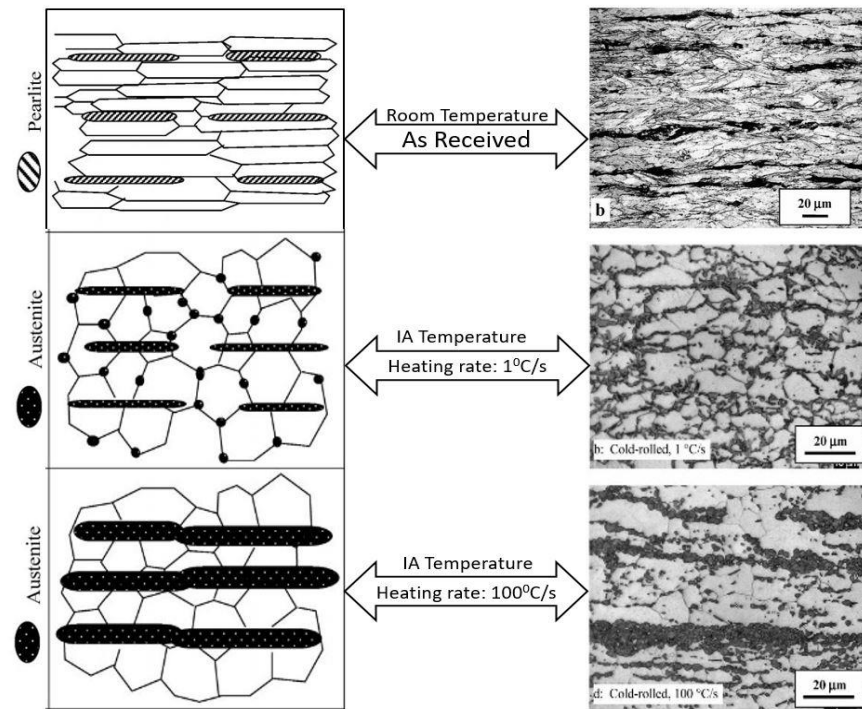 Pearlite
Room Temperature
As Received
b
20 µm
Austenite
IA Temperature
Heating rate: 1⁰C/s
b: Cold-rolled, 1 °C/s
20 µm
Austenite
IA Temperature
Heating rate: 100⁰C/s
d: Cold-rolled, 100 °C/s
20 µm